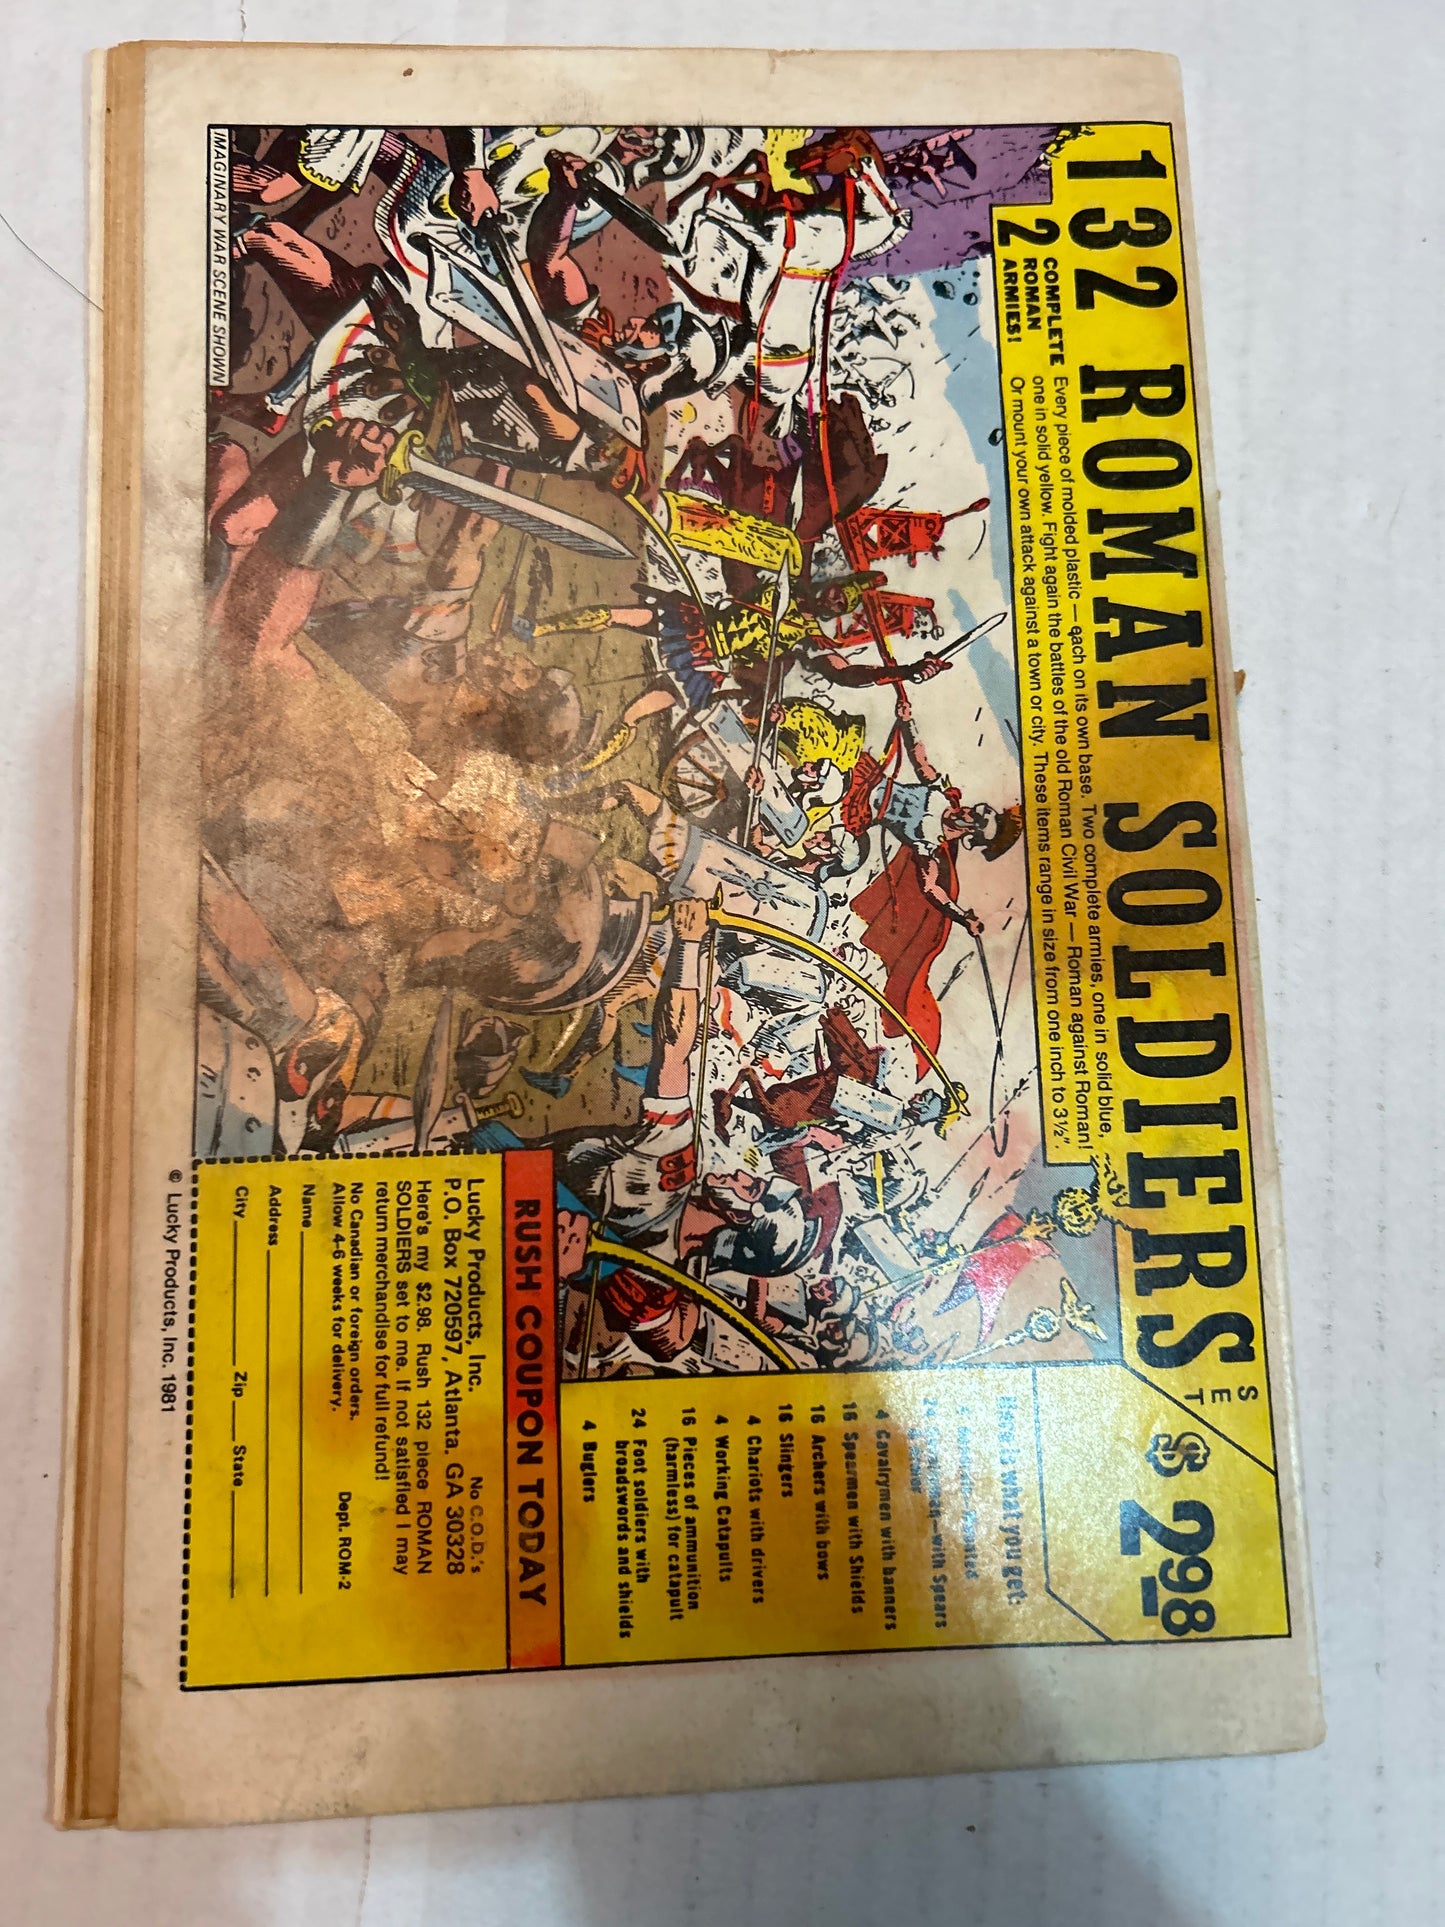 132 ROMAN SOLDIERS
SET
$2.98
2 COMPLETE
ROMAN
ARMIES!
Every piece of molded plastic — each on its own base. Two complete armies, one in solid blue,
one in solid yellow. Fight again the battles of the old Roman Civil War — Roman against Roman!
Or mount your own attack against a town or city. These items range in size from one inch to 3½".
Here is what you get:
24 with Spears
4 Cavalrymen with banners
16 Spearmen with Shields
16 Archers with bows
16 Slingers
4 Chariots with drivers
4 Working Catapults
16 Pieces of ammunition
(harmless) for catapult
24 Foot soldiers with
broadswords and shields
4 Buglers
RUSH COUPON TODAY
Lucky Products, Inc. No C.O.D.'s
P.O. Box 720597, Atlanta. GA 30328
Here's my $2.98. Rush 132 piece ROMAN
SOLDIERS set to me. If not satisfied I may
return merchandise for full refund!
No Canadian or foreign orders. Dept. ROM-2
Allow 4-6 weeks for delivery.
Name
Address
City Zip State
IMAGINARY WAR SCENE SHOWN
© Lucky Products, Inc. 1981